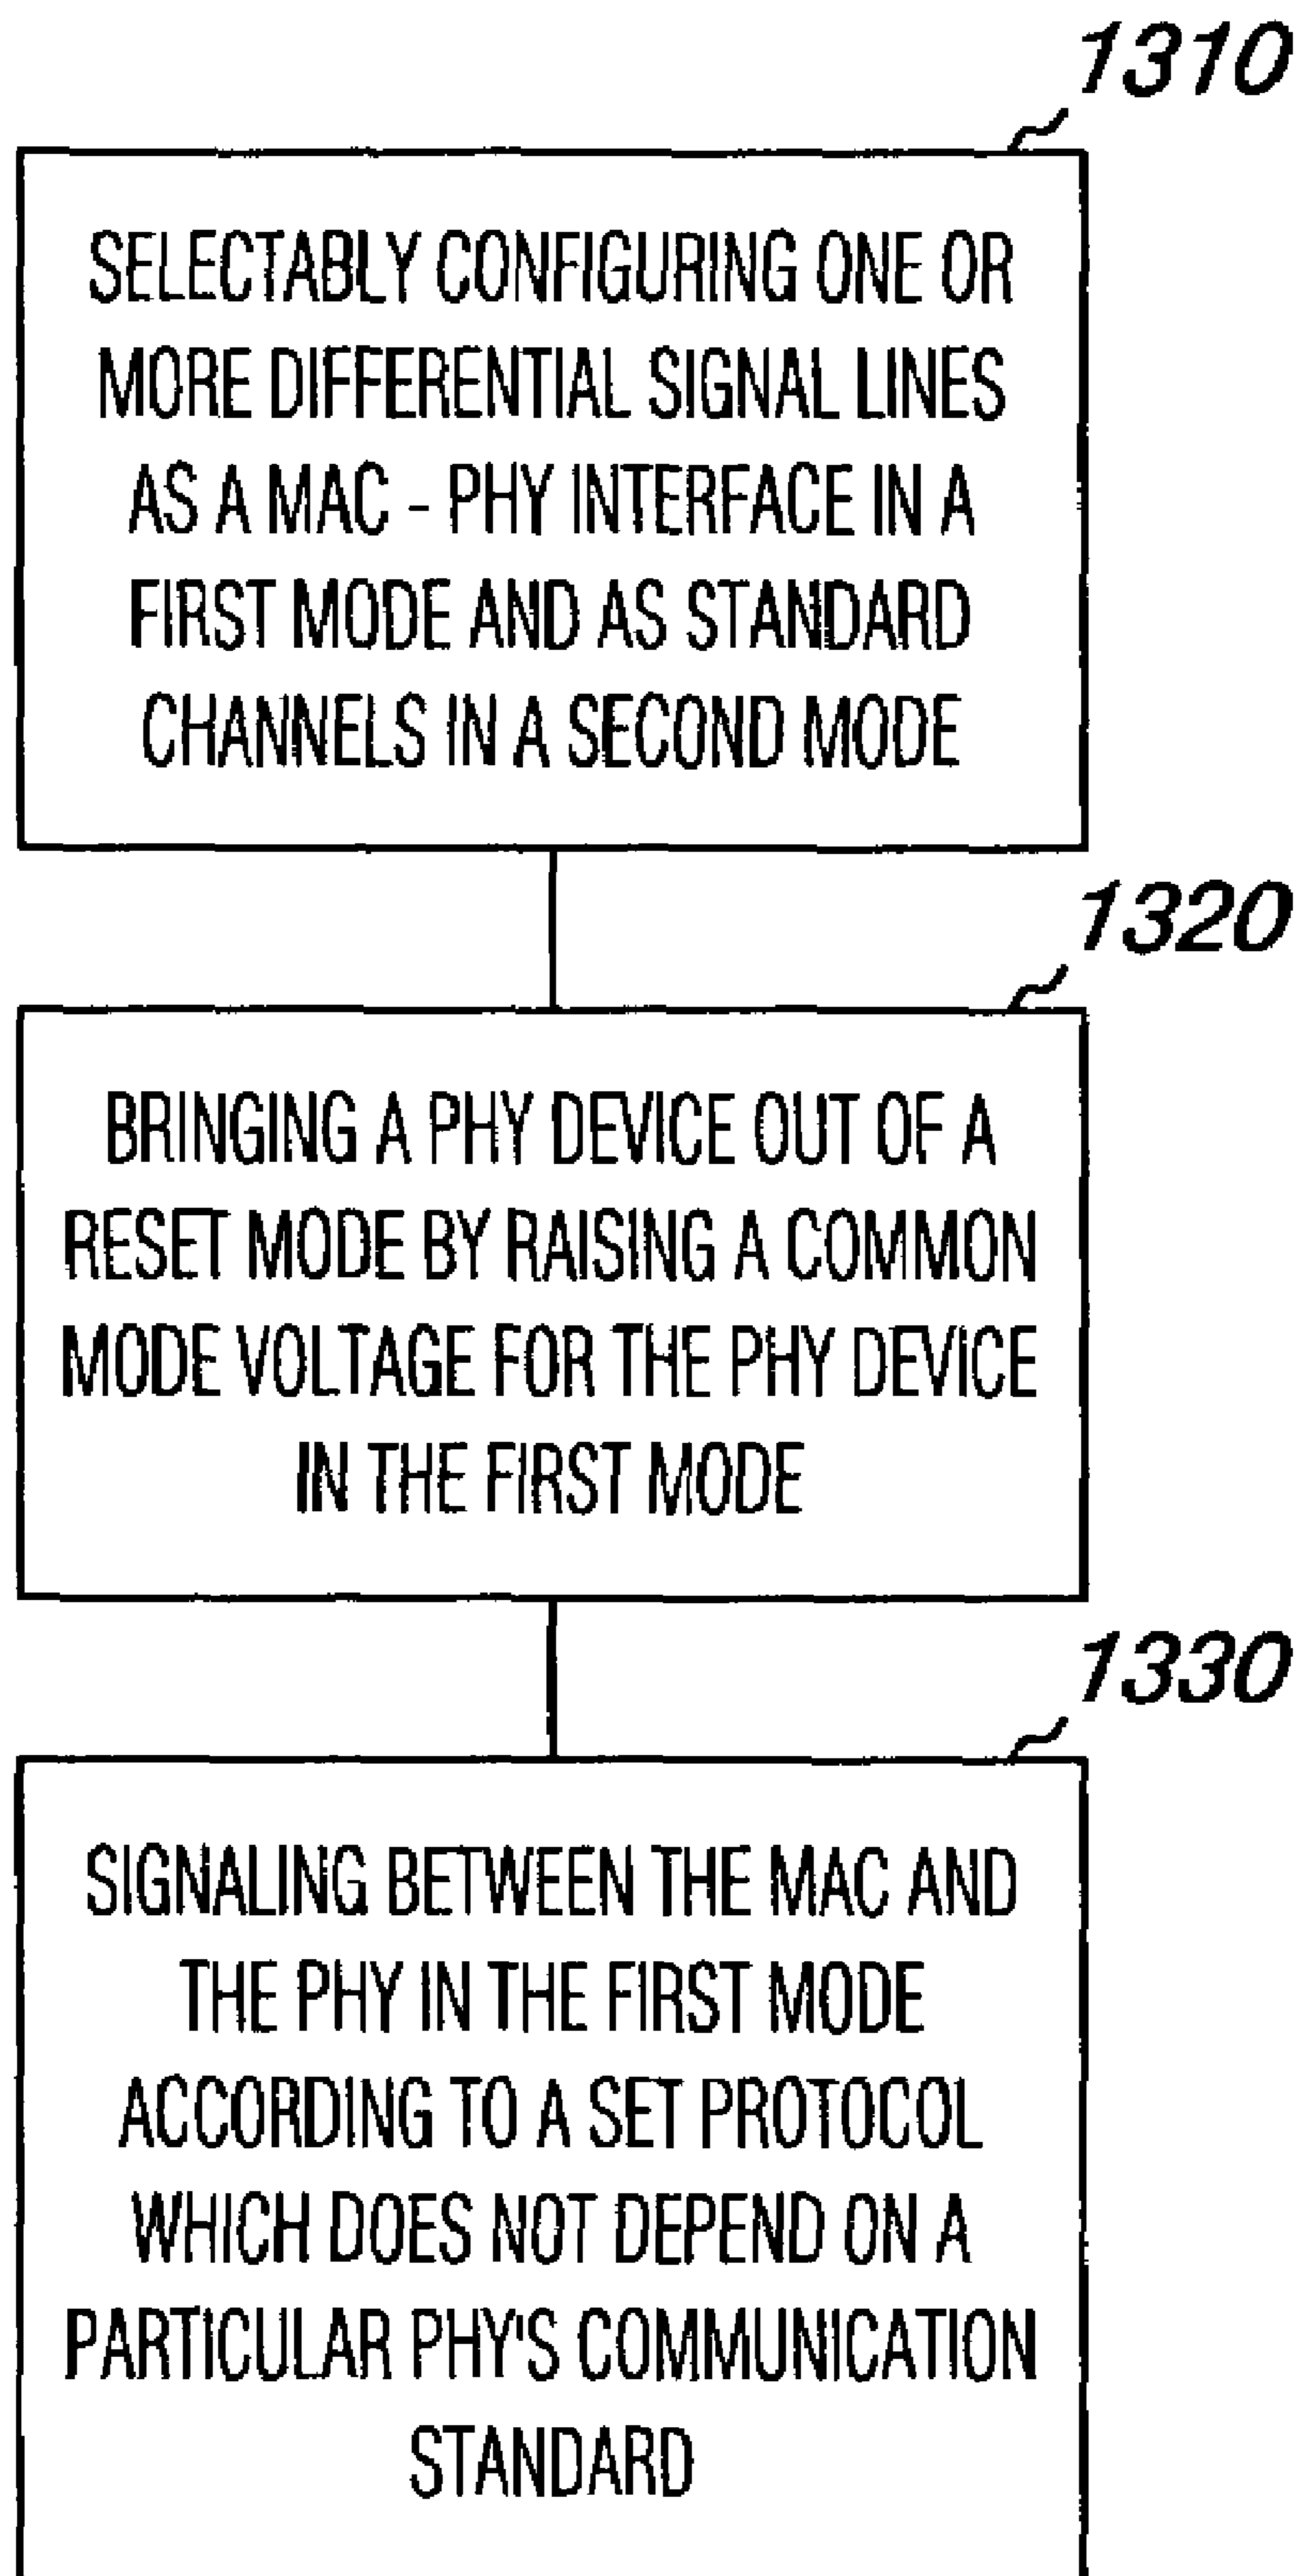 1310
SELECTABLY CONFIGURING ONE OR
MORE DIFFERENTIAL SIGNAL LINES
AS A MAC - PHY INTERFACE IN A
FIRST MODE AND AS STANDARD
CHANNELS IN A SECOND MODE
1320
BRINGING A PHY DEVICE OUT OF A
RESET MODE BY RAISING A COMMON
MODE VOLTAGE FOR THE PHY DEVICE
IN THE FIRST MODE
1330
SIGNALING BETWEEN THE MAC AND
THE PHY IN THE FIRST MODE
ACCORDING TO A SET PROTOCOL
WHICH DOES NOT DEPEND ON A
PARTICULAR PHY'S COMMUNICATION
STANDARD